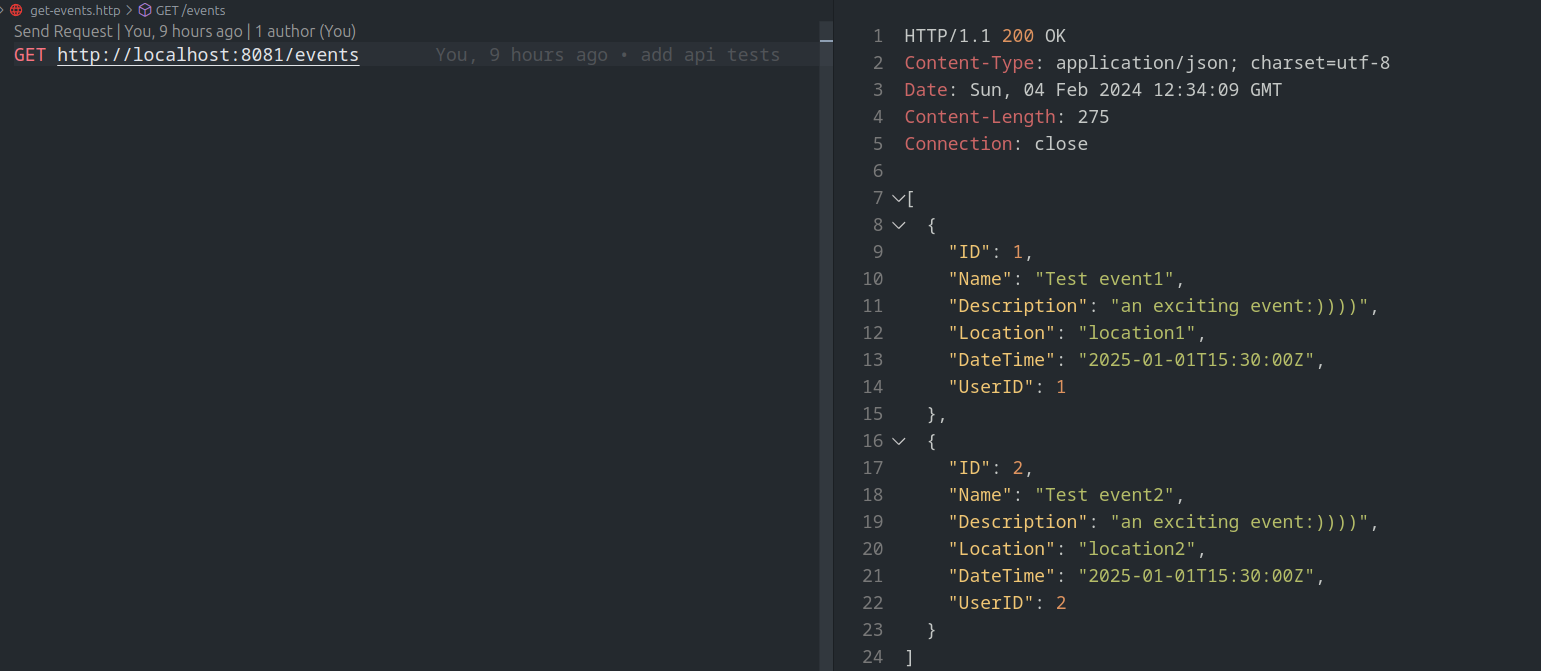 get-events.http > GET /events
Send Request | You, 9 hours ago | 1 author (You)
GET http://localhost:8081/events You, 9 hours ago • add api tests
1 HTTP/1.1 200 OK
2 Content-Type: application/json; charset=utf-8
3 Date: Sun, 04 Feb 2024 12:34:09 GMT
4 Content-Length: 275
5 Connection: close
6
7 [
8 {
9 "ID": 1,
10 "Name": "Test event1",
11 "Description": "an exciting event:))))",
12 "Location": "location1",
13 "DateTime": "2025-01-01T15:30:00Z",
14 "UserID": 1
15 },
16 {
17 "ID": 2,
18 "Name": "Test event2",
19 "Description": "an exciting event:))))",
20 "Location": "location2",
21 "DateTime": "2025-01-01T15:30:00Z",
22 "UserID": 2
23 }
24 ]